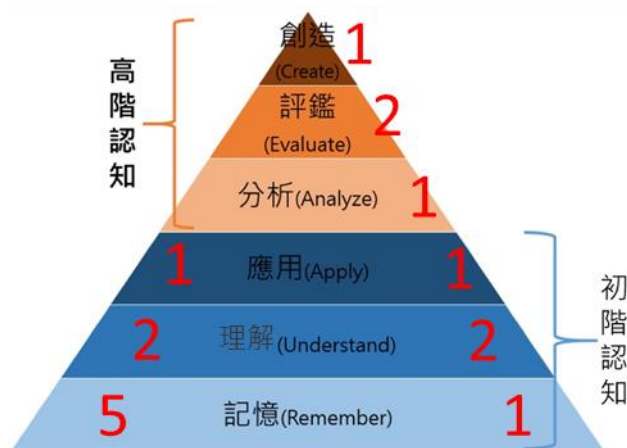 創造 1
(Create)
評鑑 2
(Evaluate)
分析(Analyze) 1
1 應用(Apply) 1
2 理解(Understand) 2
5 記憶(Remember) 1
高階認知
初階認知